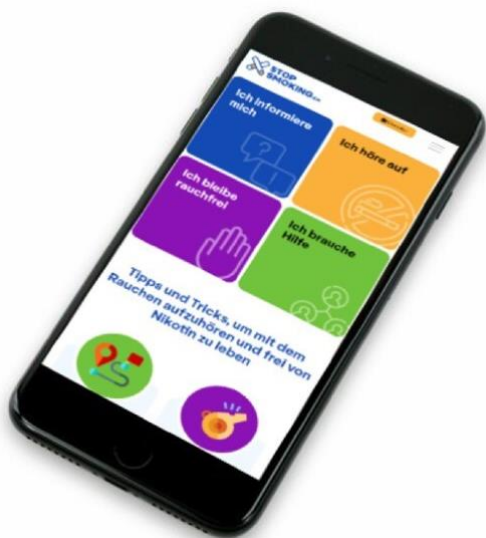 STOP
SMOKING.ch
Ich informiere
mich
Ich höre auf
Ich bleibe
rauchfrei
Ich brauche
Hilfe
Tipps und Tricks, um mit dem
Rauchen aufzuhören und frei von
Nikotin zu leben